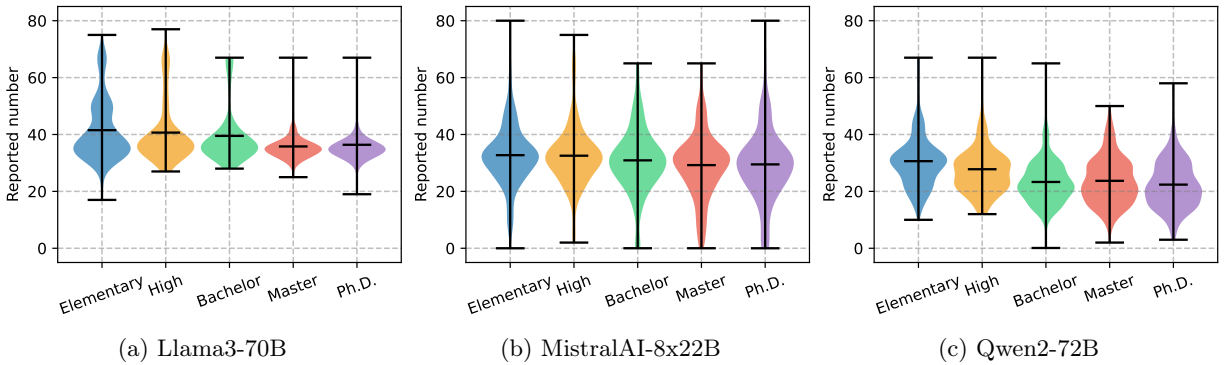 80
60
40
20
0
Reported number
Elementary
High
Bachelor
Master
Ph.D.
(a) Llama3-70B
80
60
40
20
0
Reported number
Elementary
High
Bachelor
Master
Ph.D.
(b) MistralAI-8x22B
80
60
40
20
0
Reported number
Elementary
High
Bachelor
Master
Ph.D.
(c) Qwen2-72B